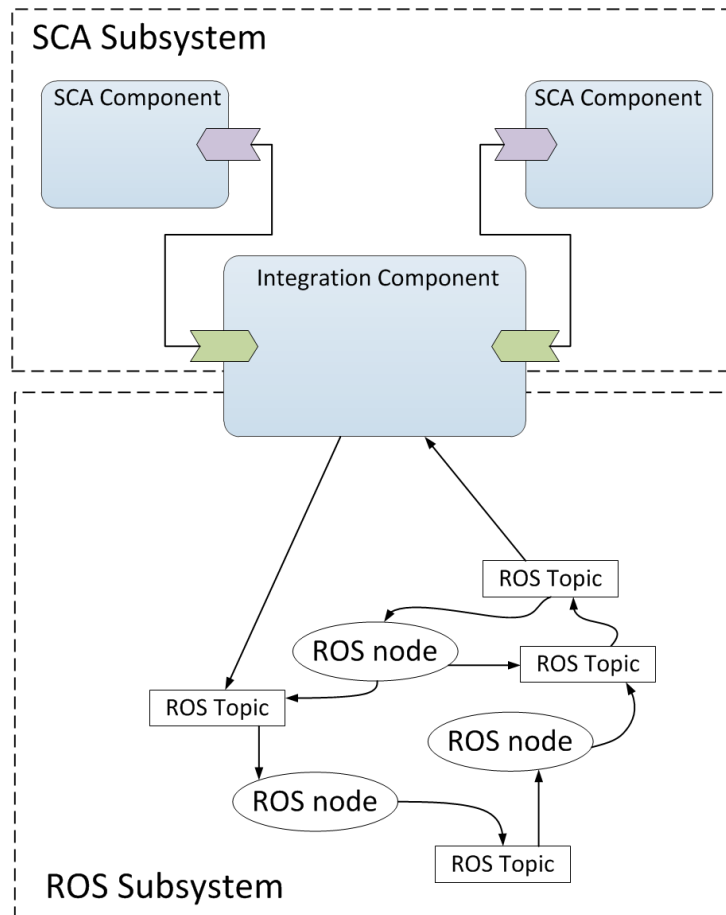 SCA Subsystem
SCA Component
SCA Component
Integration Component
ROS Topic
ROS node
ROS Topic
ROS Topic
ROS node
ROS node
ROS Topic
ROS Subsystem